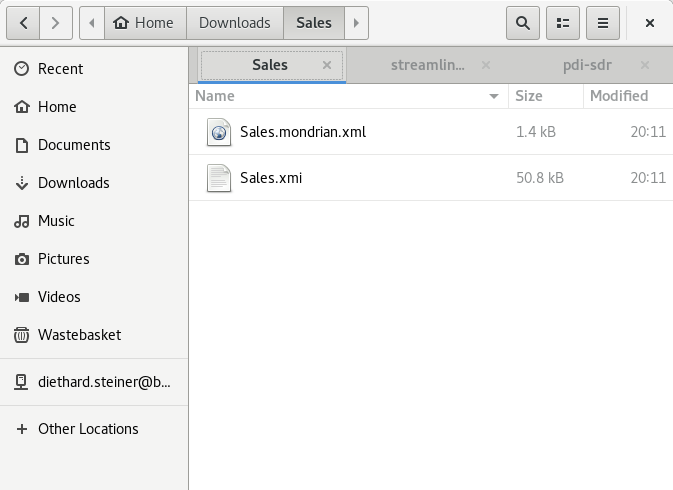 Home Downloads Sales
Recent
Home
Documents
Downloads
Music
Pictures
Videos
Wastebasket
diethard.steiner@b...
Other Locations
Sales streamlin... pdi-sdr
Name Size Modified
Sales.mondrian.xml 1.4 kB 20:11
Sales.xmi 50.8 kB 20:11